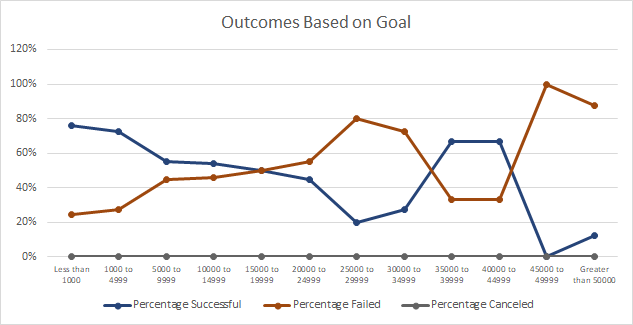 Outcomes Based on Goal
120%
100%
80%
60%
40%
20%
0%
Less than 1000 to 5000 to 10000 to 15000 to 20000 to 25000 to 30000 to 35000 to 40000 to 45000 to Greater
1000 4999 9999 14999 19999 24999 29999 34999 39999 44999 49999 than 50000
Percentage Successful Percentage Failed Percentage Canceled